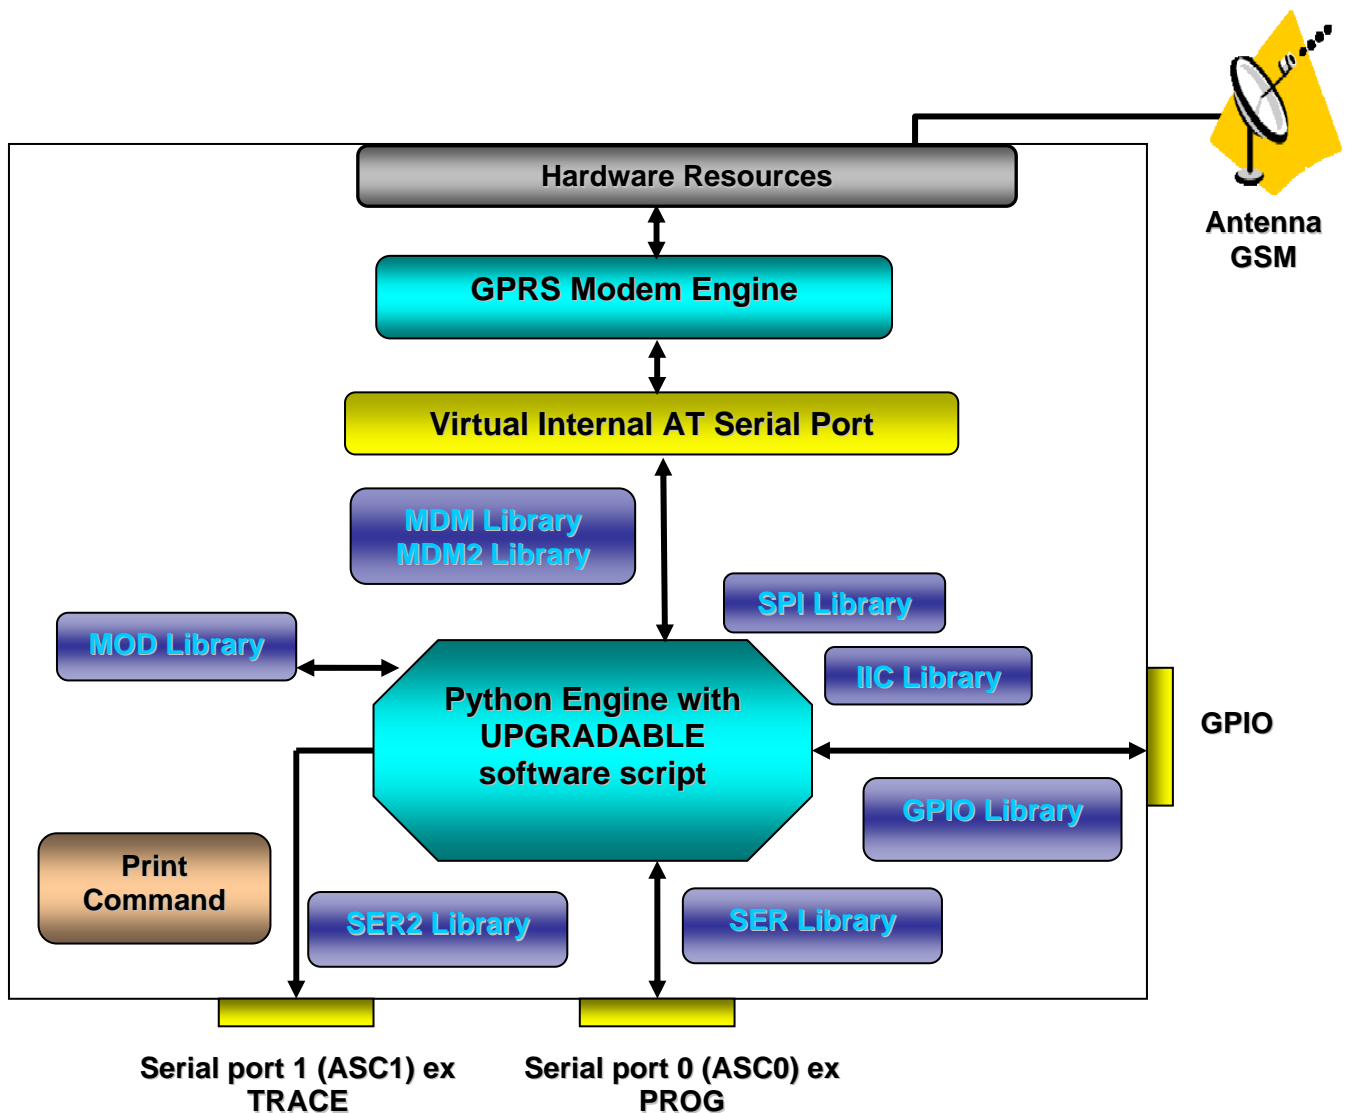 Hardware Resources
Antenna
GSM
GPRS Modem Engine
Virtual Internal AT Serial Port
MDM Library
MDM2 Library
SPI Library
MOD Library
IIC Library
Python Engine with
UPGRADABLE
software script
GPIO
GPIO Library
Print
Command
SER2 Library
SER Library
Serial port 1 (ASC1) ex
TRACE
Serial port 0 (ASC0) ex
PROG